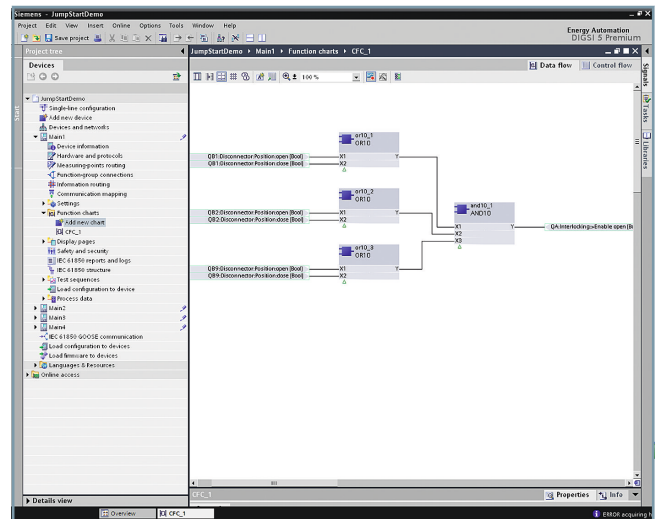 Siemens - JumpStartDemo
Project Edit View Insert Online Options Tools Window Help
Save project
Energy Automation
DIGSI 5 Premium
Project tree
JumpStartDemo ▸ Main1 ▸ Function charts ▸ CFC_1
Devices
Data flow
Control flow
Start
Signals
Tasks
Libraries
100 %
JumpStartDemo
Single-line configuration
Add new device
Devices and networks
Main1
Device information
Hardware and protocols
Measuring-points routing
Function-group connections
Information routing
Communication mapping
Settings
Function charts
Add new chart
CFC_1
Display pages
Safety and security
IEC 61850 reports and logs
IEC 61850 structure
Test sequences
Load configuration to device
Process data
Main2
Main3
Main4
IEC 61850 GOOSE communication
Load configuration to devices
Load firmware to devices
Languages & Resources
Online access
or10_1
OR10
QB1:Disconnector:Position:open [Bool] X1 Y
QB1:Disconnector:Position:close [Bool] X2
or10_2
OR10
QB2:Disconnector:Position:open [Bool] X1 Y
QB2:Disconnector:Position:close [Bool] X2
or10_3
OR10
QB9:Disconnector:Position:open [Bool] X1 Y
QB9:Disconnector:Position:close [Bool] X2
and10_1
AND10
X1 Y
X2
X3
QA:Interlocking:>Enable open [B
CFC_1
Properties
Info
Details view
Overview
CFC_1
ERROR acquiring h